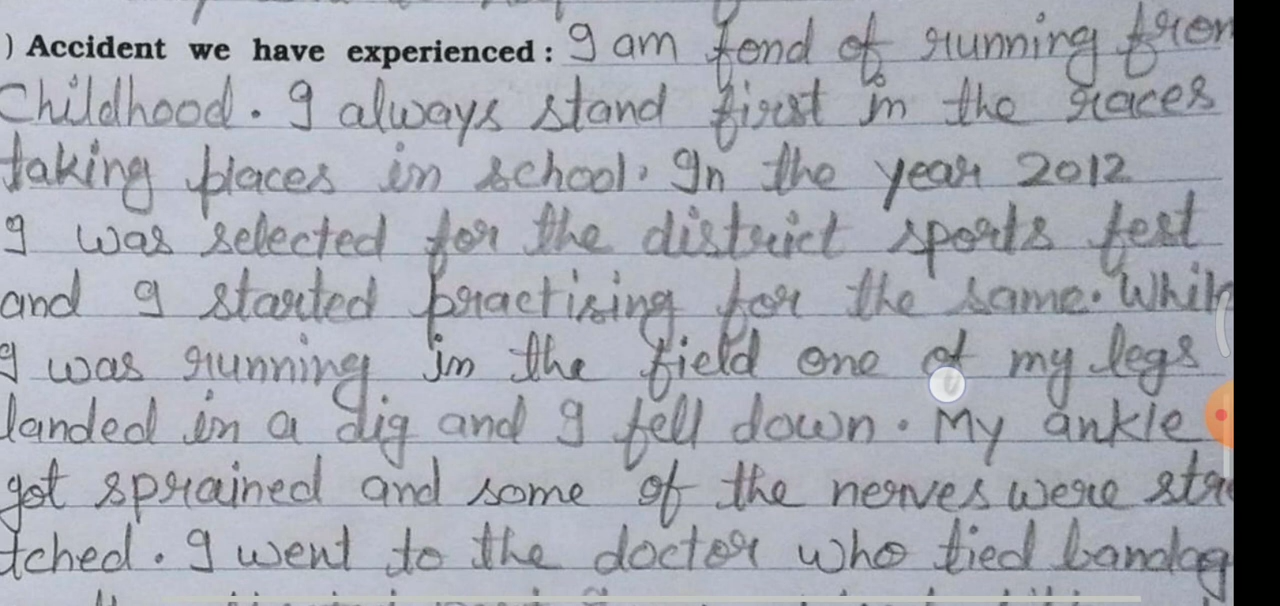 ) Accident we have experienced : I am fond of running from
Childhood. I always stand first in the races
taking places in school. In the year 2012
I was selected for the district sports fest
and I started practising for the same. Whil
I was running in the field one of my legs
landed in a dig and I fell down. My ankle
got sprained and some of the nerves were stre
tched. I went to the doctor who tied bandag